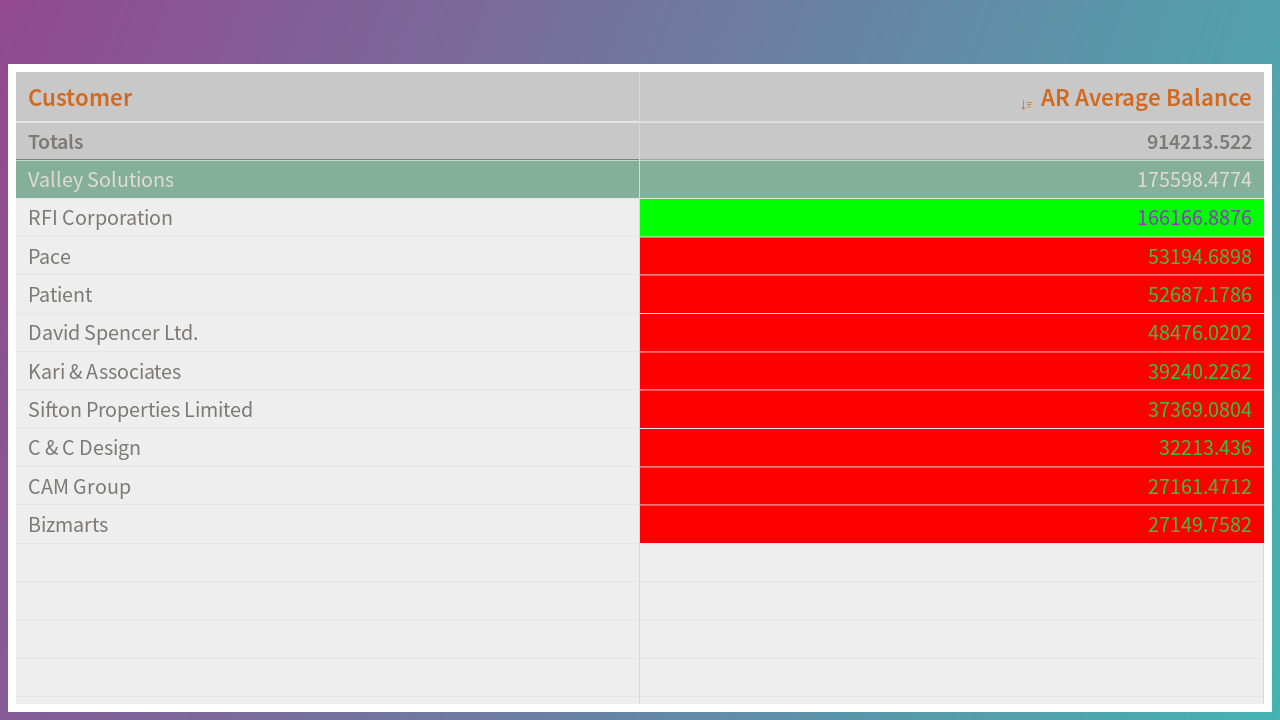 Customer AR Average Balance
Totals 914213.522
Valley Solutions 175598.4774
RFI Corporation 166166.8876
Pace 53194.6898
Patient 52687.1786
David Spencer Ltd. 48476.0202
Kari & Associates 39240.2262
Sifton Properties Limited 37369.0804
C & C Design 32213.436
CAM Group 27161.4712
Bizmarts 27149.7582